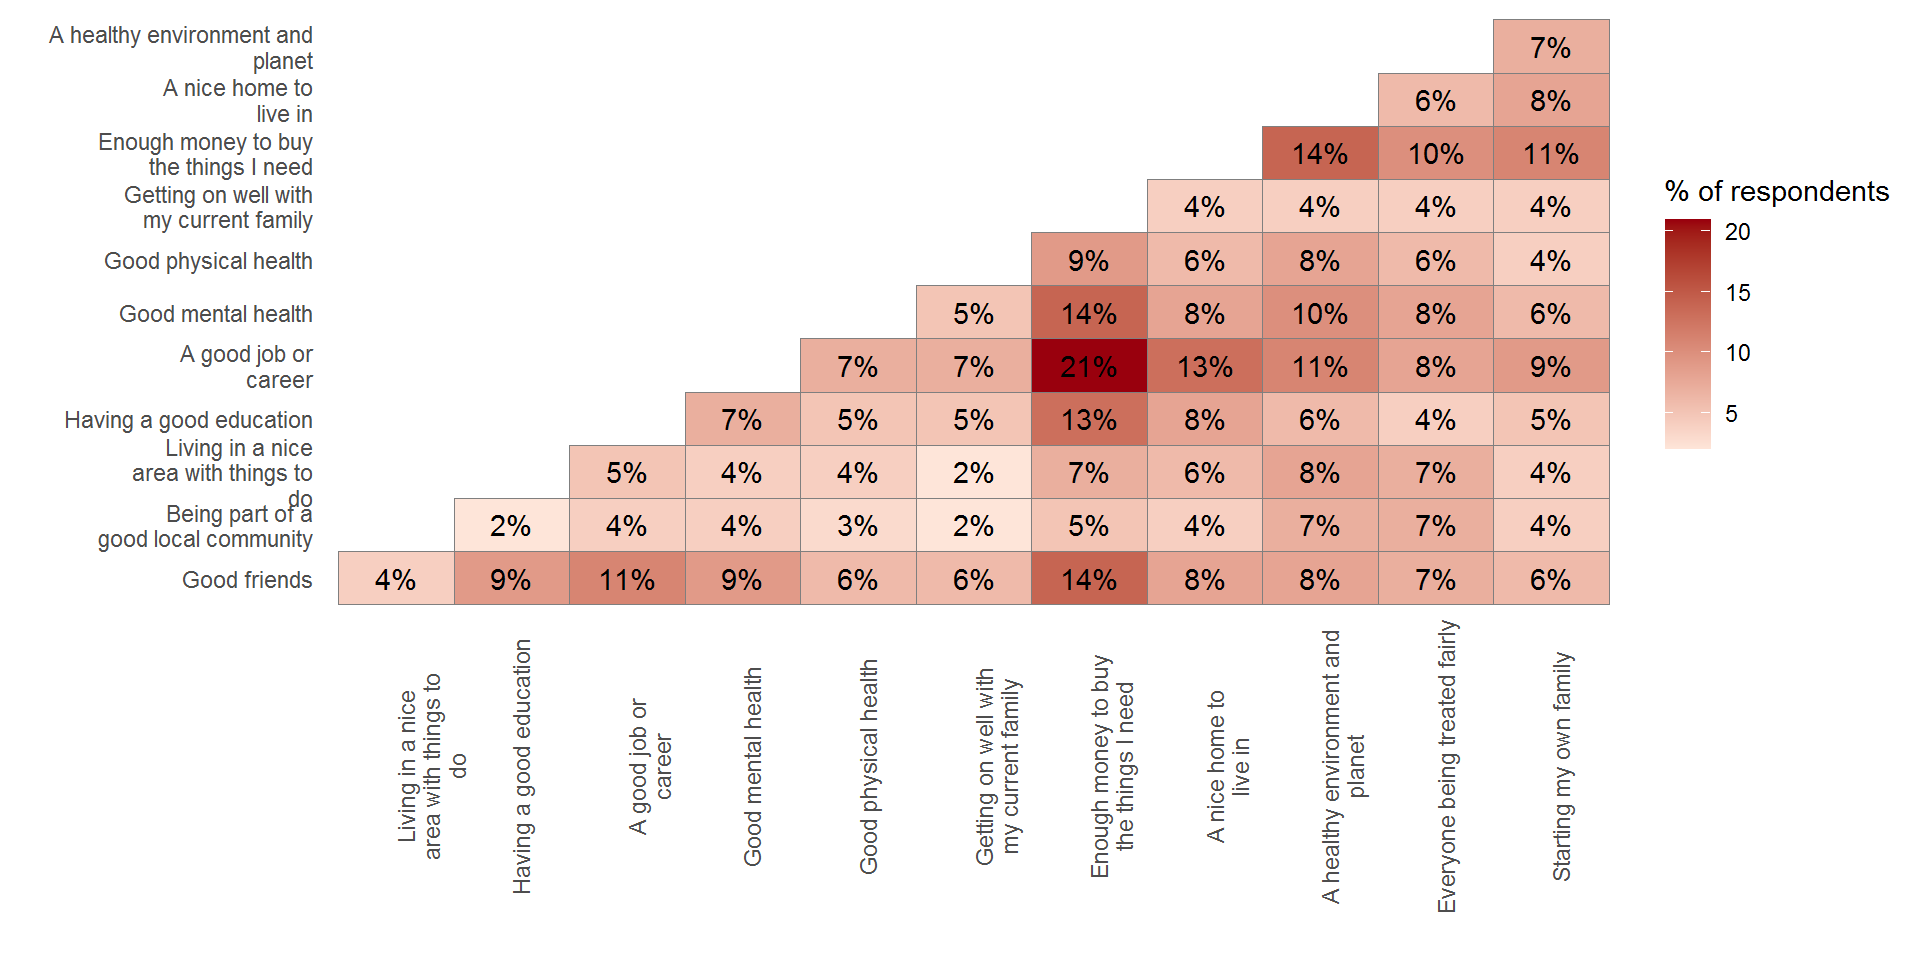 A healthy environment and
planet
7%
A nice home to
live in
6% 8%
Enough money to buy
the things I need
14% 10% 11%
Getting on well with
my current family
4% 4% 4% 4%
Good physical health
9% 6% 8% 6% 4%
Good mental health
5% 14% 8% 10% 8% 6%
A good job or
career
7% 7% 21% 13% 11% 8% 9%
Having a good education
7% 5% 5% 13% 8% 6% 4% 5%
Living in a nice
area with things to
do
5% 4% 4% 2% 7% 6% 8% 7% 4%
Being part of a
good local community
2% 4% 4% 3% 2% 5% 4% 7% 7% 4%
Good friends
4% 9% 11% 9% 6% 6% 14% 8% 8% 7% 6%
Living in a nice
area with things to
do
Having a good education
A good job or
career
Good mental health
Good physical health
Getting on well with
my current family
Enough money to buy
the things I need
A nice home to
live in
A healthy environment and
planet
Everyone being treated fairly
Starting my own family
% of respondents
20
15
10
5